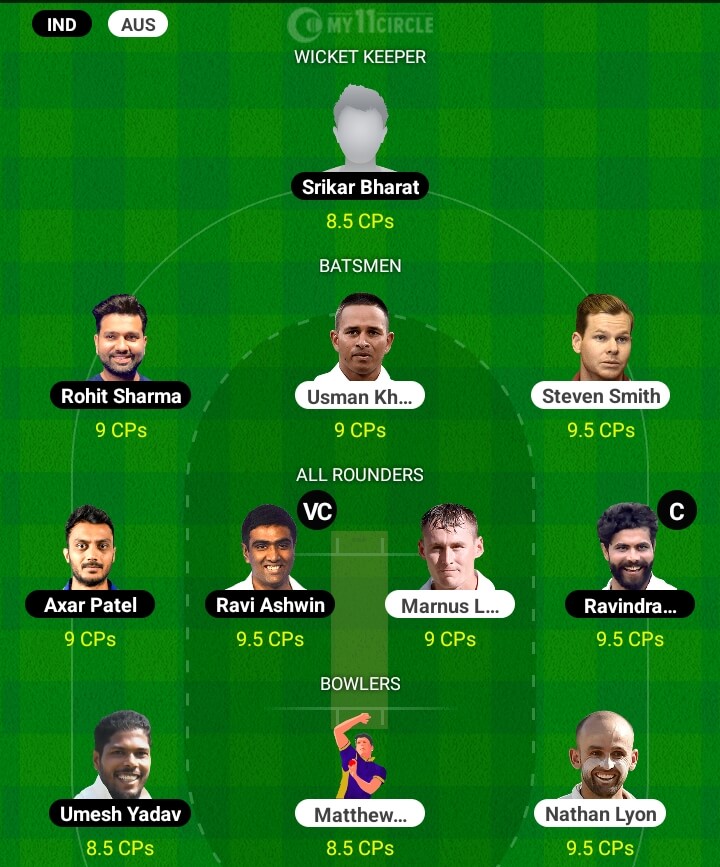 IND
AUS
MY11CIRCLE
WICKET KEEPER
Srikar Bharat
8.5 CPs
BATSMEN
Rohit Sharma
Usman Kh...
Steven Smith
9 CPs
9 CPs
9.5 CPs
ALL ROUNDERS
VC
C
Axar Patel
Ravi Ashwin
Marnus L...
Ravindra...
9 CPs
9.5 CPs
9 CPs
9.5 CPs
BOWLERS
Umesh Yadav
Matthew...
Nathan Lyon
8.5 CPs
8.5 CPs
9.5 CPs